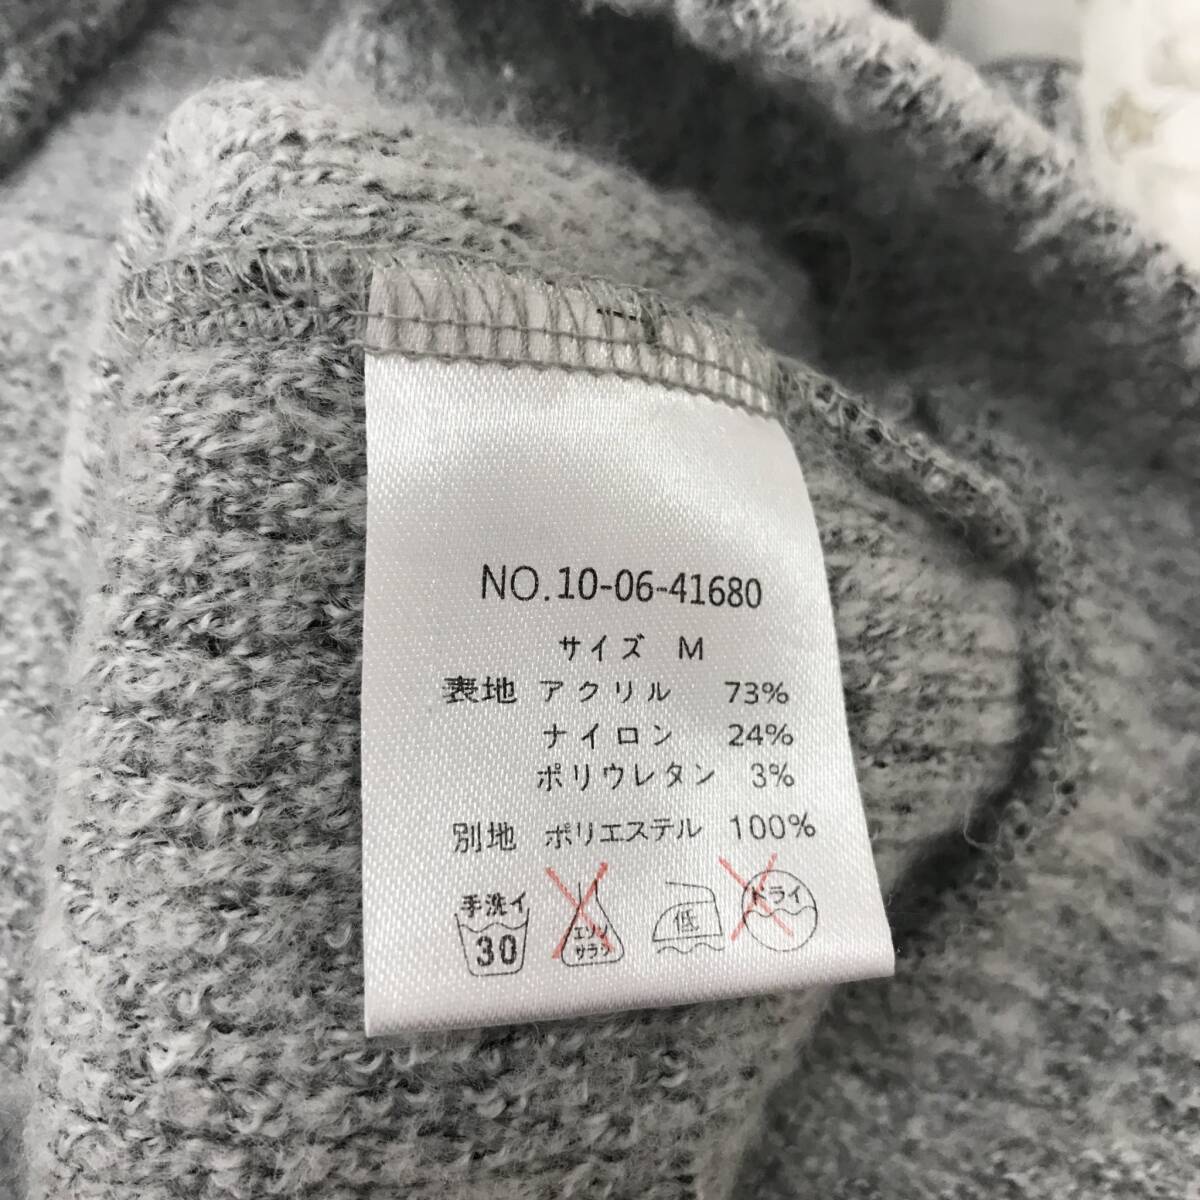 NO.10-06-41680
サイズ M
表地 アクリル 73%
ナイロン 24%
ポリウレタン 3%
別地 ポリエステル 100%
手洗イ 30 エンソサラシ 低 ドライ